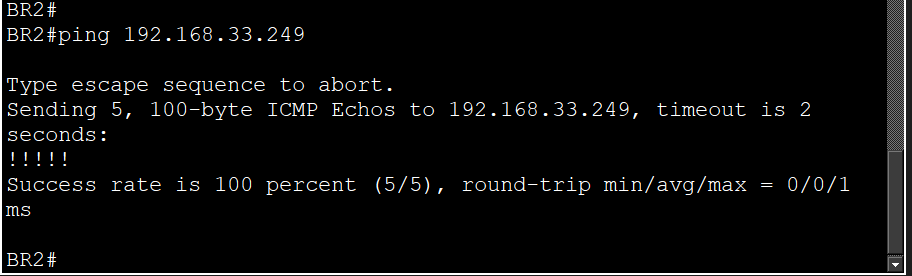 BR2#
BR2#ping 192.168.33.249
Type escape sequence to abort.
Sending 5, 100-byte ICMP Echos to 192.168.33.249, timeout is 2
seconds:
!!!!!
Success rate is 100 percent (5/5), round-trip min/avg/max = 0/0/1
ms
BR2#